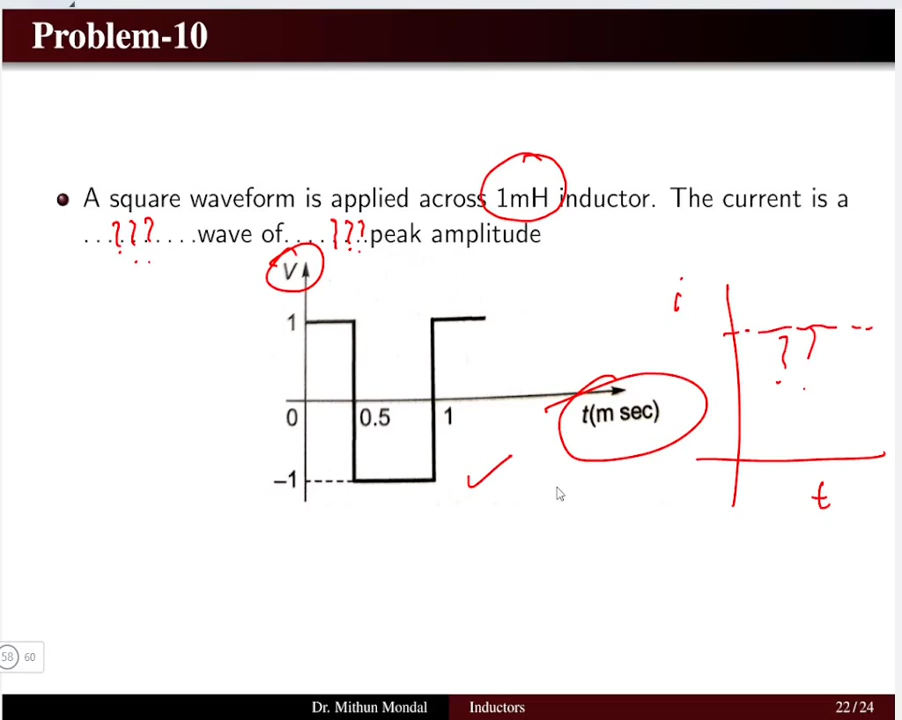 Problem-10
A square waveform is applied across 1mH inductor. The current is a
...???....wave of....???.peak amplitude
V
i
1
??
0
0.5
1
t(m sec)
-1
t
58 60
Dr. Mithun Mondal Inductors 22/24